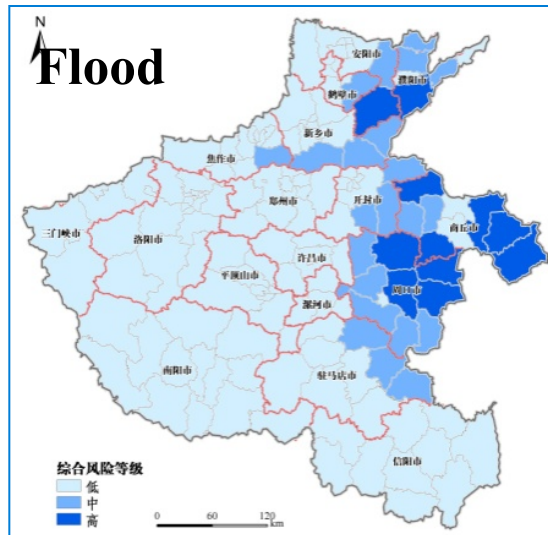 N
Flood
安阳市
濮阳市
鹤壁市
新乡市
焦作市
郑州市
开封市
商丘市
三门峡市
洛阳市
平顶山市
许昌市
漯河市
周口市
南阳市
驻马店市
信阳市
综合风险等级
低
中
高
0 60 120
km